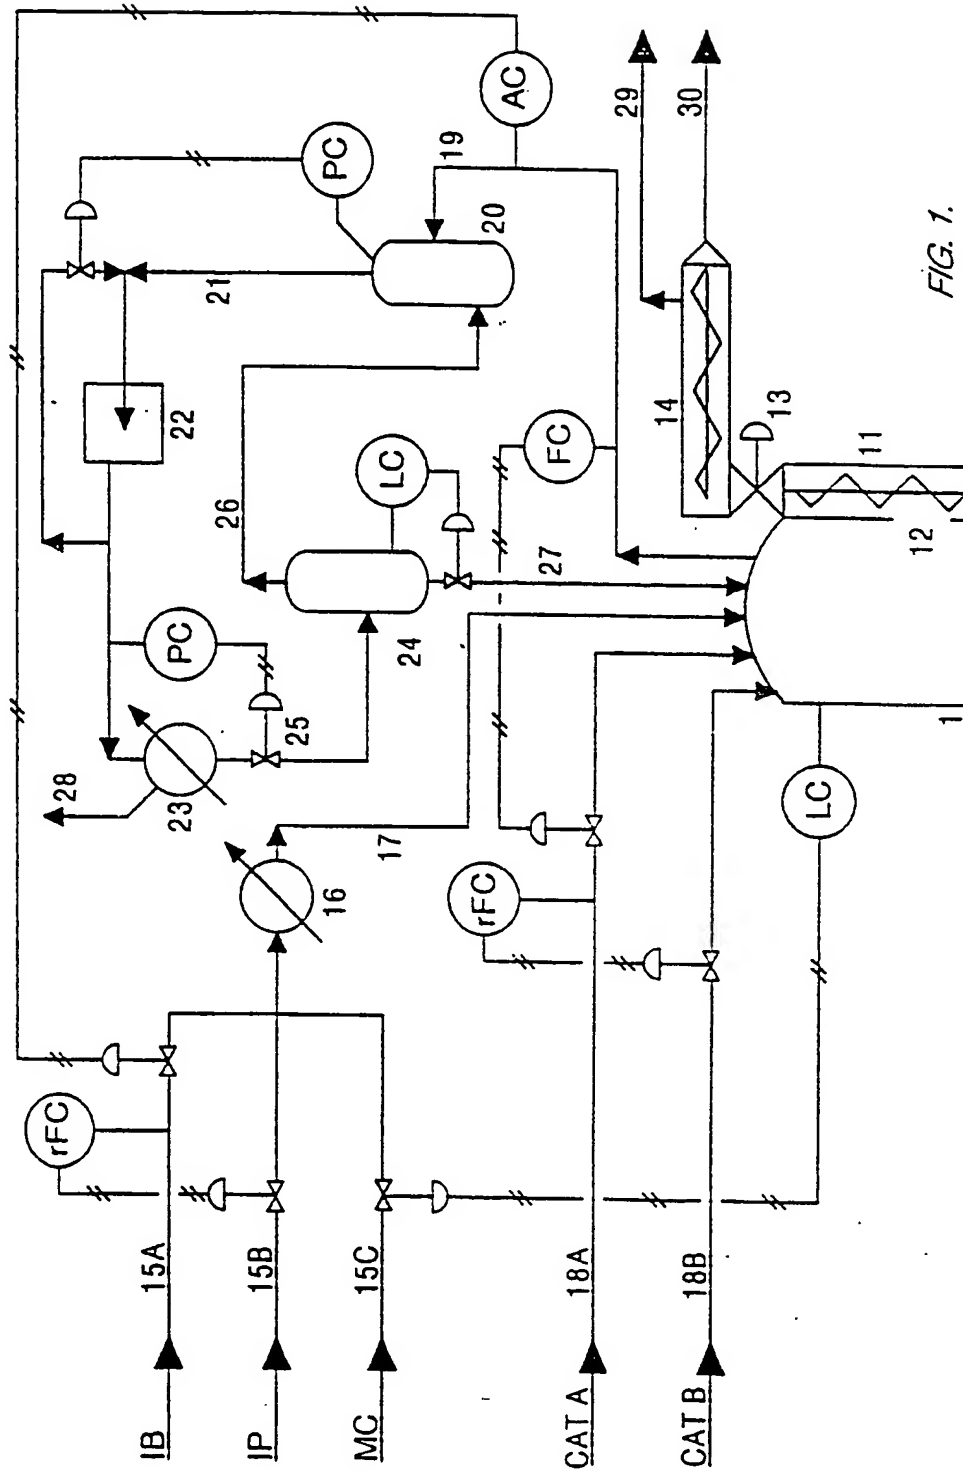 IB
15A
rFC
IP
15B
MC
15C
16
17
CAT A
18A
rFC
CAT B
18B
28
23
25
PC
24
26
LC
27
22
21
PC
20
19
AC
FC
LC
1
12
11
13
14
29
30
FIG. 1.